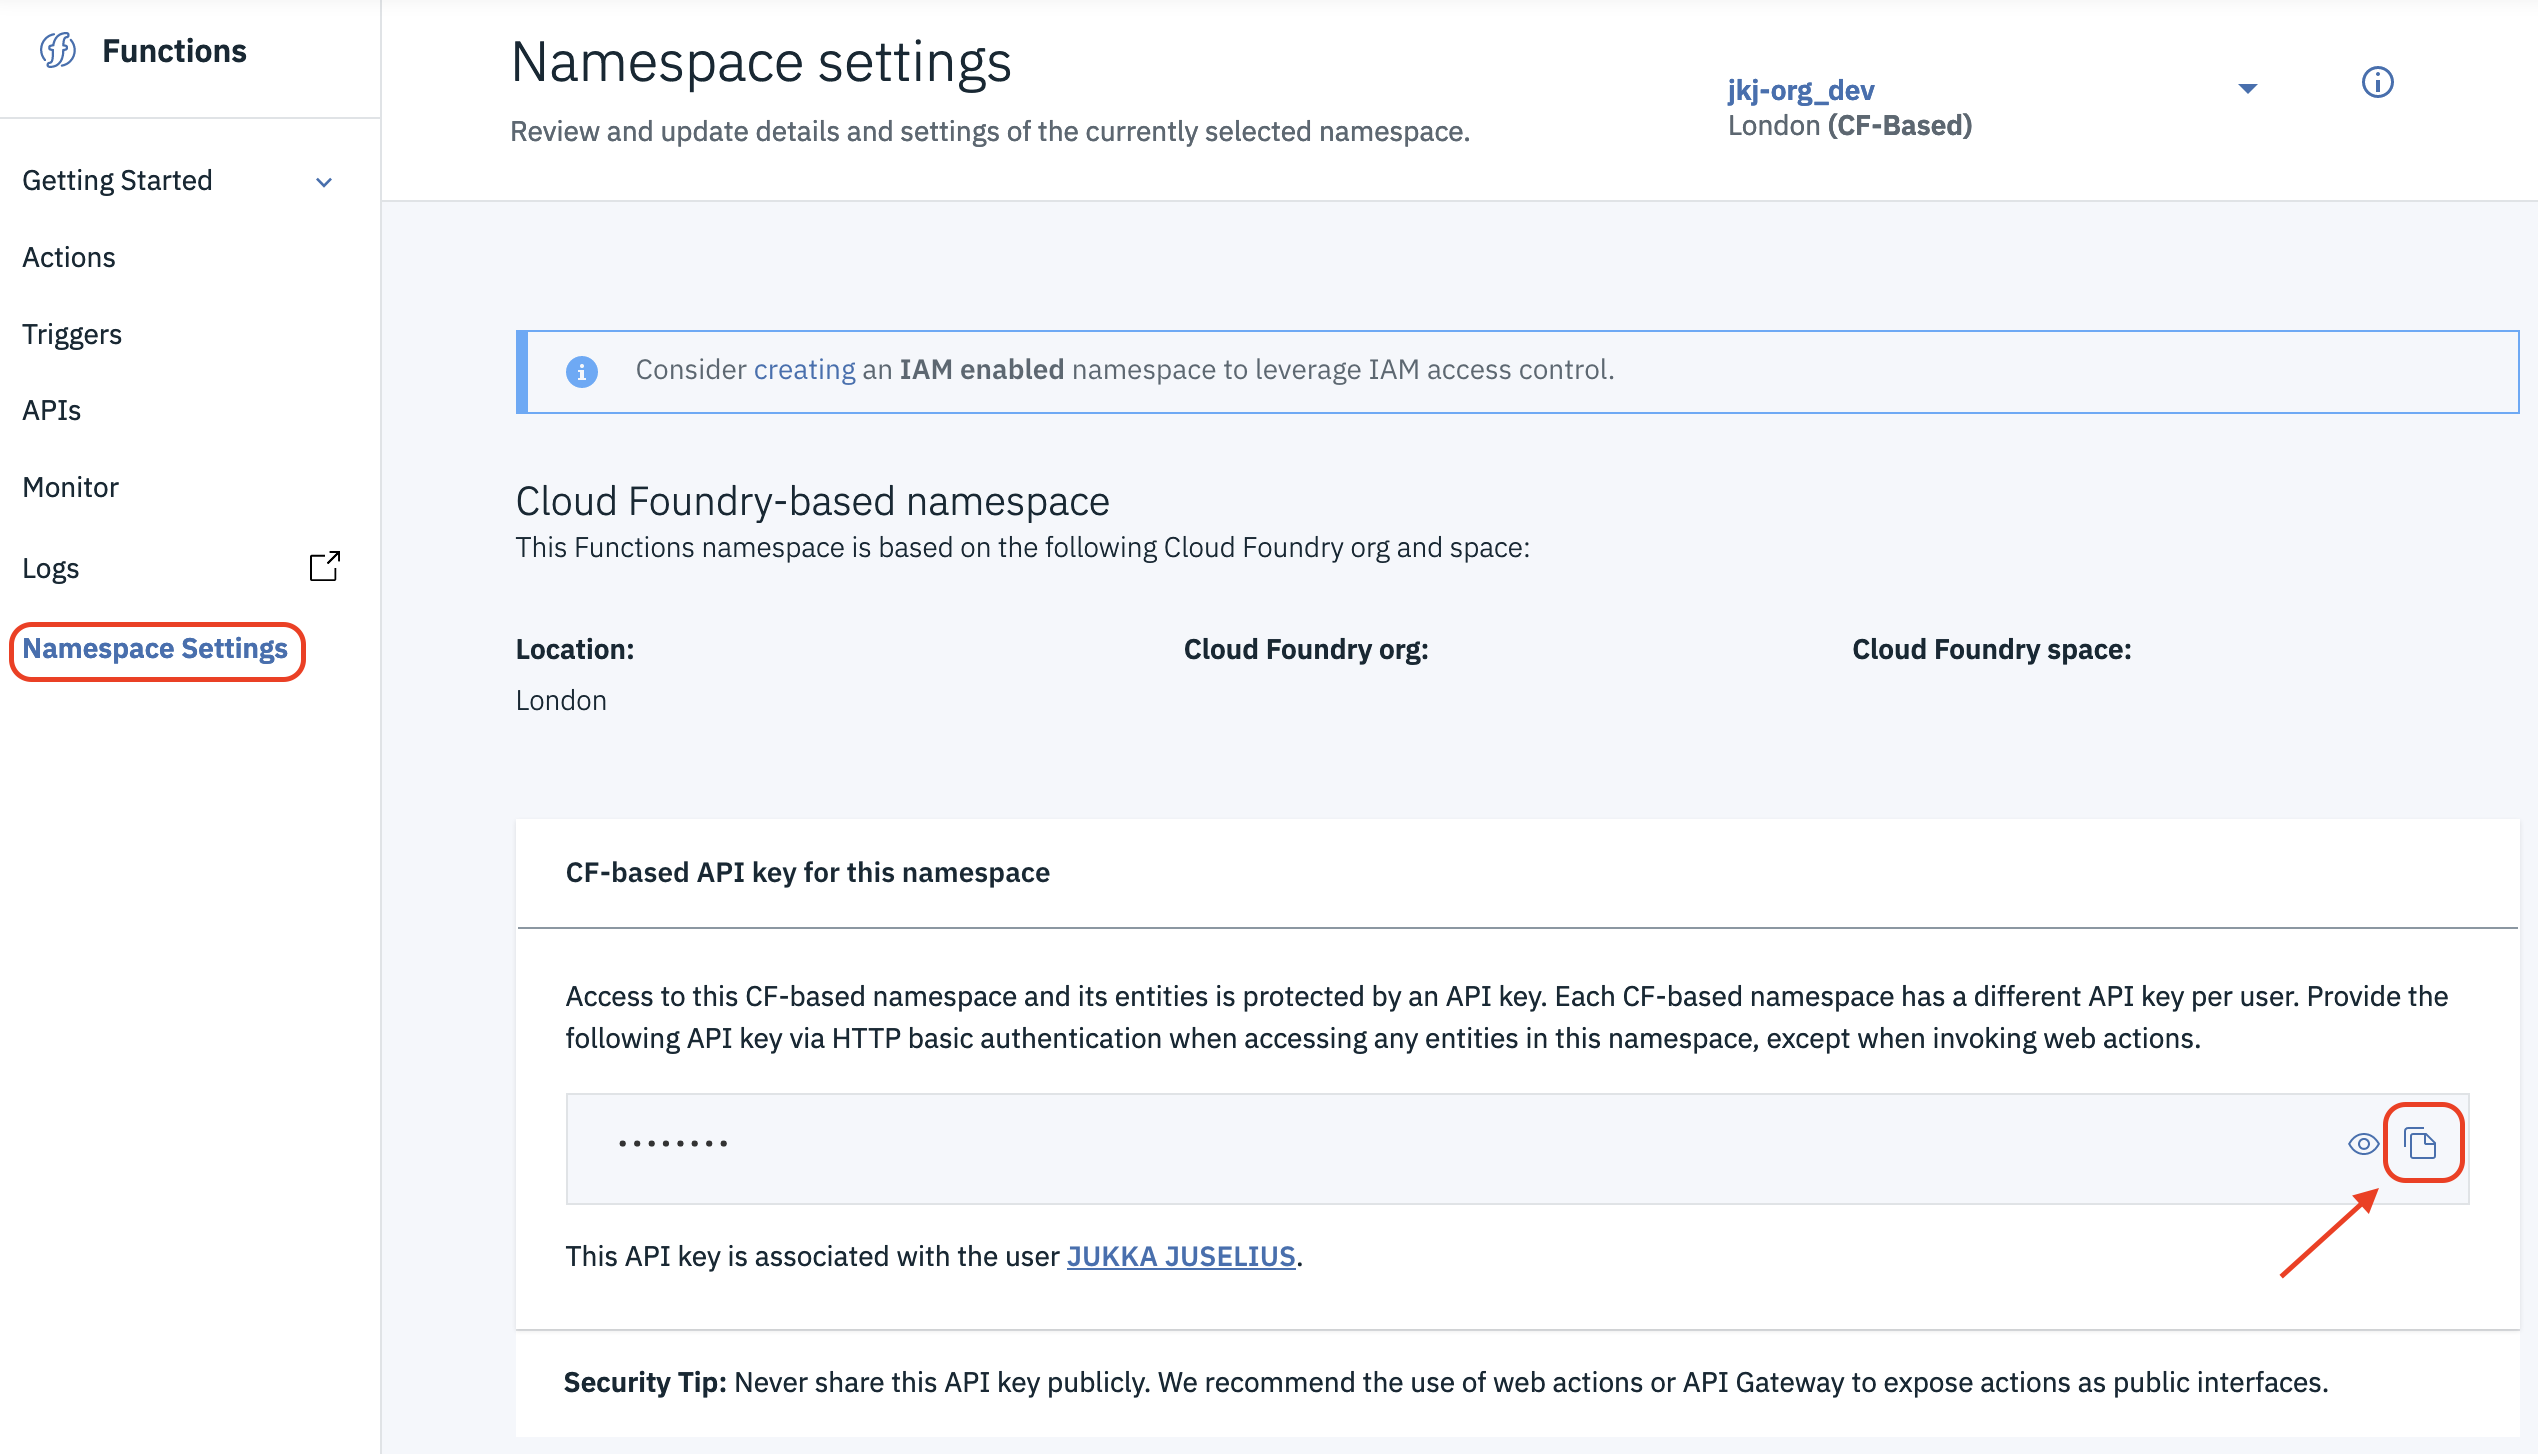 Functions
Getting Started
Actions
Triggers
APIs
Monitor
Logs
Namespace Settings
Namespace settings
Review and update details and settings of the currently selected namespace.
jkj-org_dev
London (CF-Based)
Consider creating an IAM enabled namespace to leverage IAM access control.
Cloud Foundry-based namespace
This Functions namespace is based on the following Cloud Foundry org and space:
Location:
London
Cloud Foundry org:
Cloud Foundry space:
CF-based API key for this namespace
Access to this CF-based namespace and its entities is protected by an API key. Each CF-based namespace has a different API key per user. Provide the
following API key via HTTP basic authentication when accessing any entities in this namespace, except when invoking web actions.
••••••••
This API key is associated with the user JUKKA JUSELIUS.
Security Tip: Never share this API key publicly. We recommend the use of web actions or API Gateway to expose actions as public interfaces.